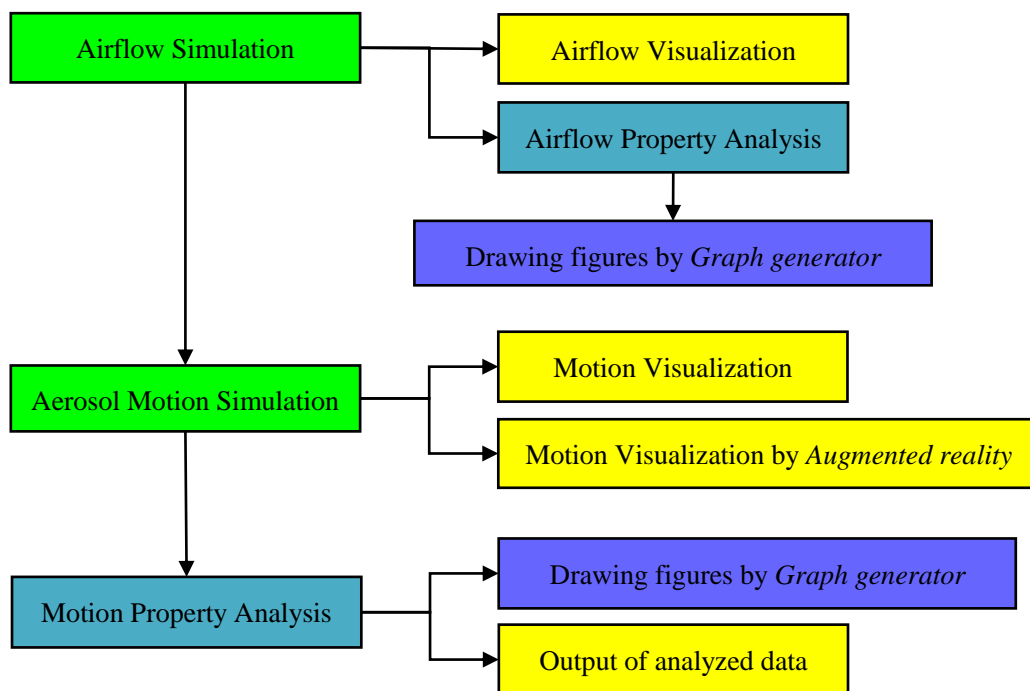 Airflow Simulation
Airflow Visualization
Airflow Property Analysis
Drawing figures by Graph generator
Aerosol Motion Simulation
Motion Visualization
Motion Visualization by Augmented reality
Motion Property Analysis
Drawing figures by Graph generator
Output of analyzed data